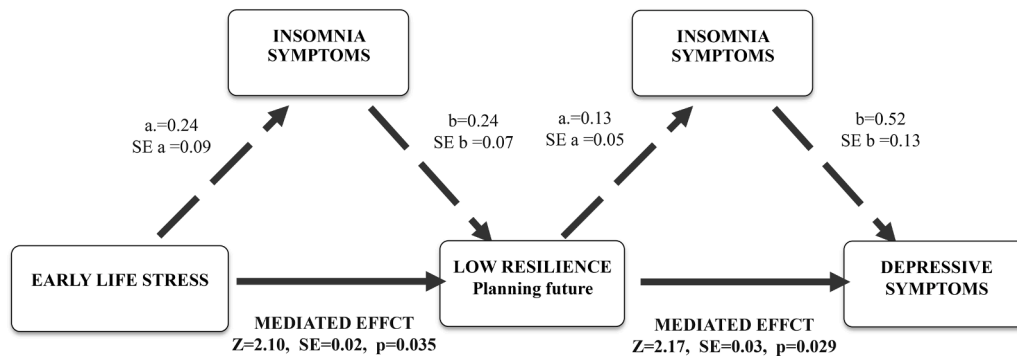 INSOMNIA
SYMPTOMS
INSOMNIA
SYMPTOMS
a.=0.24
SE a =0.09
b=0.24
SE b =0.07
a.=0.13
SE a =0.05
b=0.52
SE b =0.13
EARLY LIFE STRESS
LOW RESILIENCE
Planning future
DEPRESSIVE
SYMPTOMS
MEDIATED EFFCT
Z=2.10, SE=0.02, p=0.035
MEDIATED EFFCT
Z=2.17, SE=0.03, p=0.029